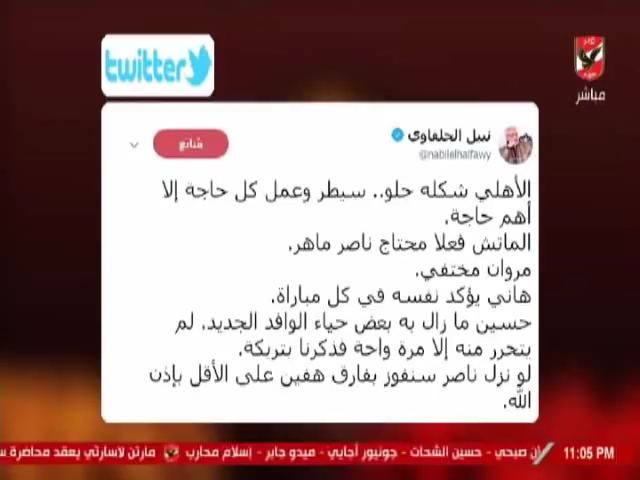 twitter
مباشر
نبيل الحلفاوي
@nabilelhalfawy
مُتابَع
الأهلي شكله حلو.. سيطر وعمل كل حاجة إلا
أهم حاجة.
الماتش فعلا محتاج ناصر ماهر.
مروان مختفي.
هاني يؤكد نفسه في كل مباراة.
حسين ما زال به بعض حياء الوافد الجديد. لم
يتحرر منه إلا مرة واحة فذكرنا بتريكة.
لو نزل ناصر سنفوز بفارق هفين على الأقل بإذن
الله.
ن صبحي - حسين الشحات - جونيور أجايي - ميدو جابر - إسلام محارب مارتن لاسارتي يعقد محاضرة
11:05 PM